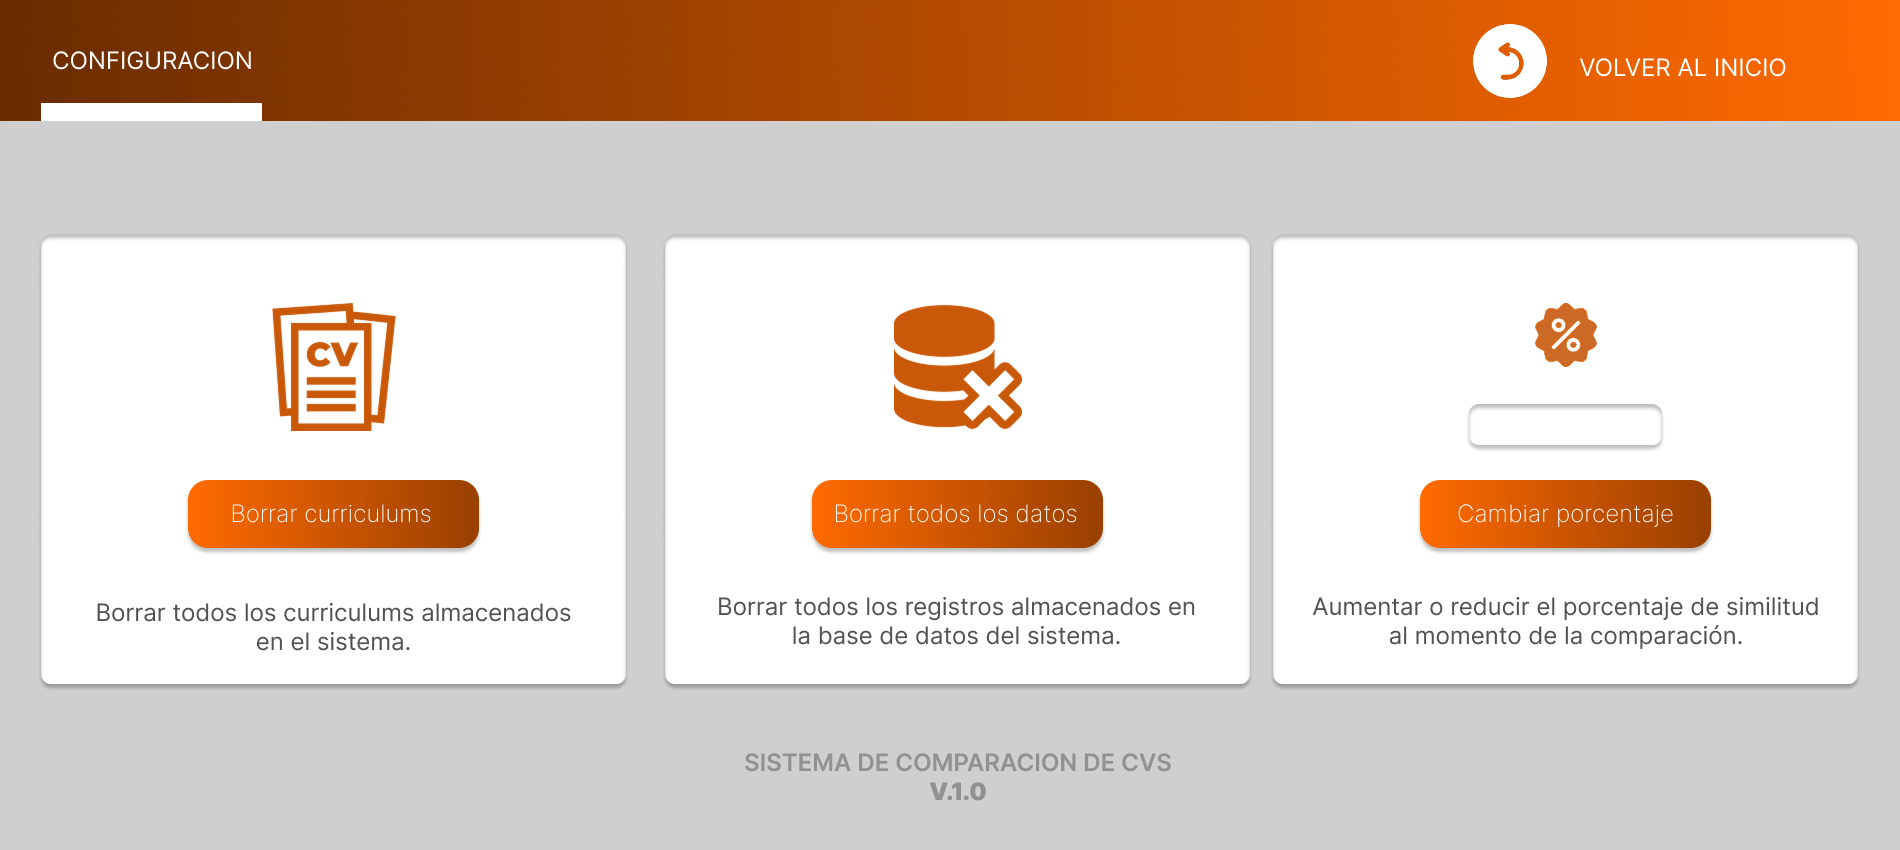 CONFIGURACION
VOLVER AL INICIO
CV
Borrar curriculums
Borrar todos los curriculums almacenados
en el sistema.
Borrar todos los datos
Borrar todos los registros almacenados en
la base de datos del sistema.
%
Cambiar porcentaje
Aumentar o reducir el porcentaje de similitud
al momento de la comparación.
SISTEMA DE COMPARACION DE CVS
V.1.0